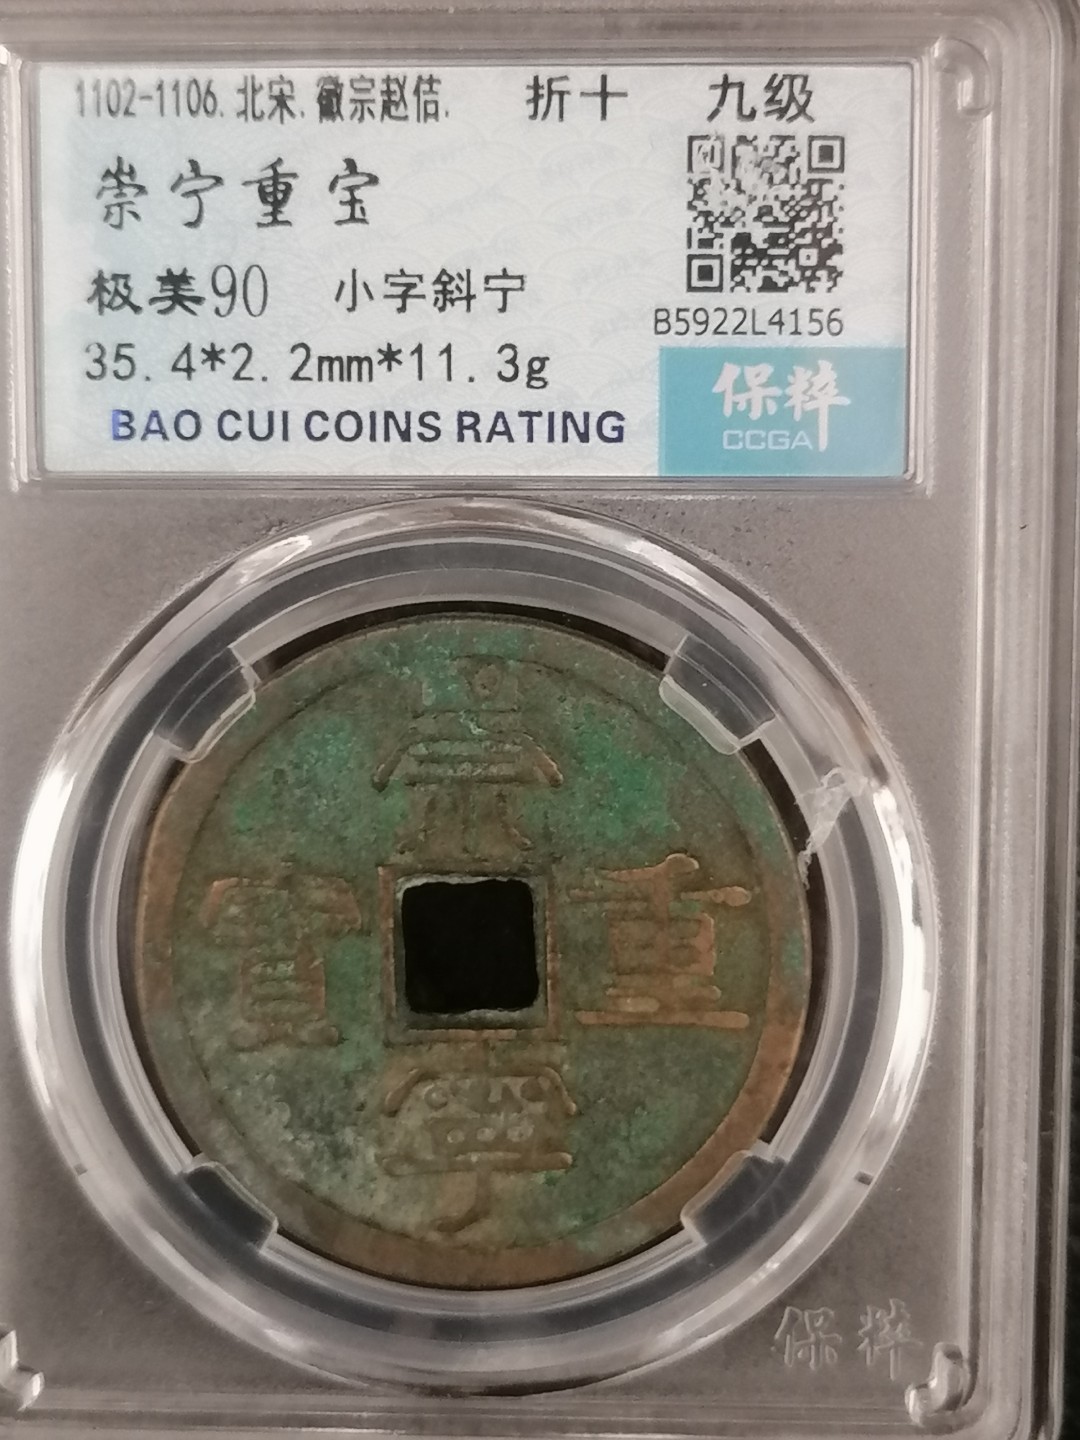 1102-1106.北宋.徽宗赵佶. 折十 九级
崇宁重宝
极美90 小字斜宁
B5922L4156
35.4*2.2mm*11.3g
保粹
CCGA
BAO CUI COINS RATING
崇
寶 重
寧
保粹